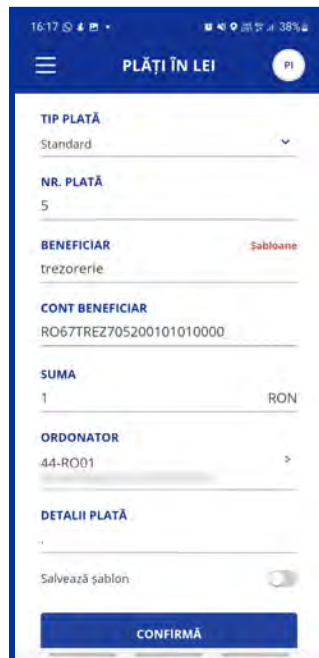 16:17
38%
PLĂȚI ÎN LEI
PI
TIP PLATĂ
Standard
NR. PLATĂ
5
BENEFICIAR Șabloane
trezorerie
CONT BENEFICIAR
RO67TREZ705200101010000
SUMA
1 RON
ORDONATOR
44-RO01
DETALII PLATĂ
.
Salvează șablon
CONFIRMĂ